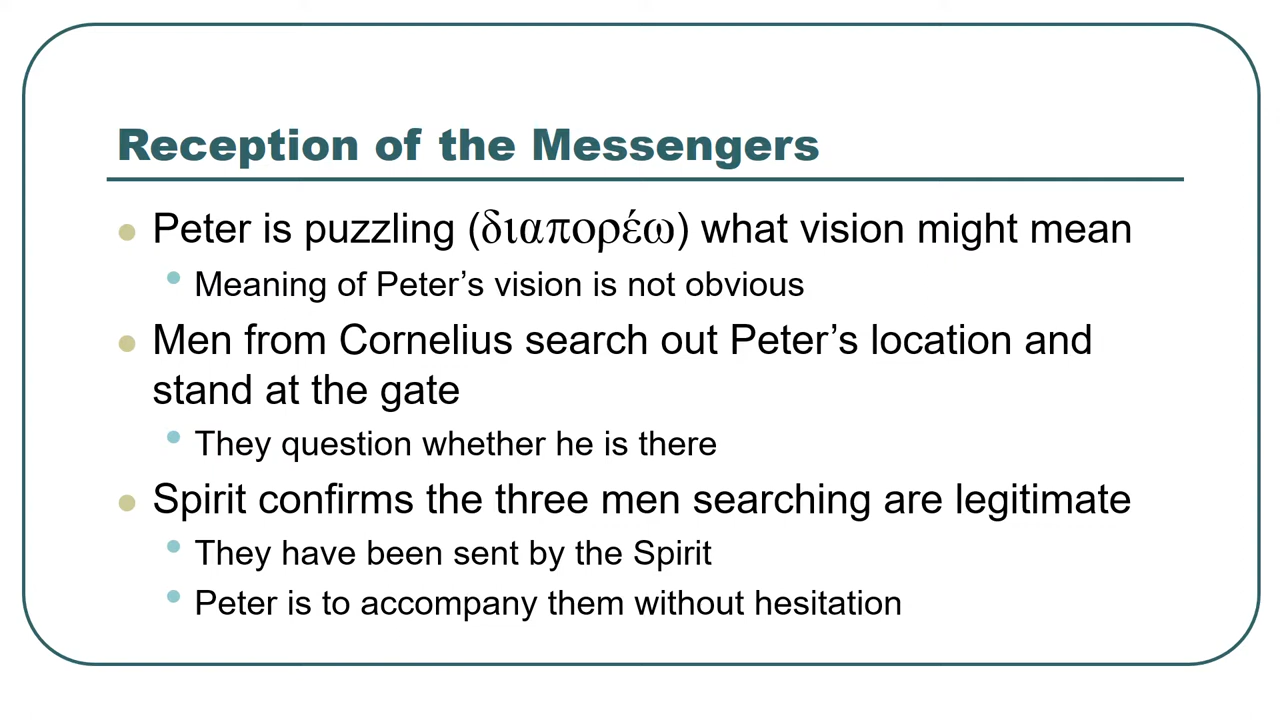 Reception of the Messengers
Peter is puzzling (διαπορέω) what vision might mean
Meaning of Peter's vision is not obvious
Men from Cornelius search out Peter's location and
stand at the gate
They question whether he is there
Spirit confirms the three men searching are legitimate
They have been sent by the Spirit
Peter is to accompany them without hesitation